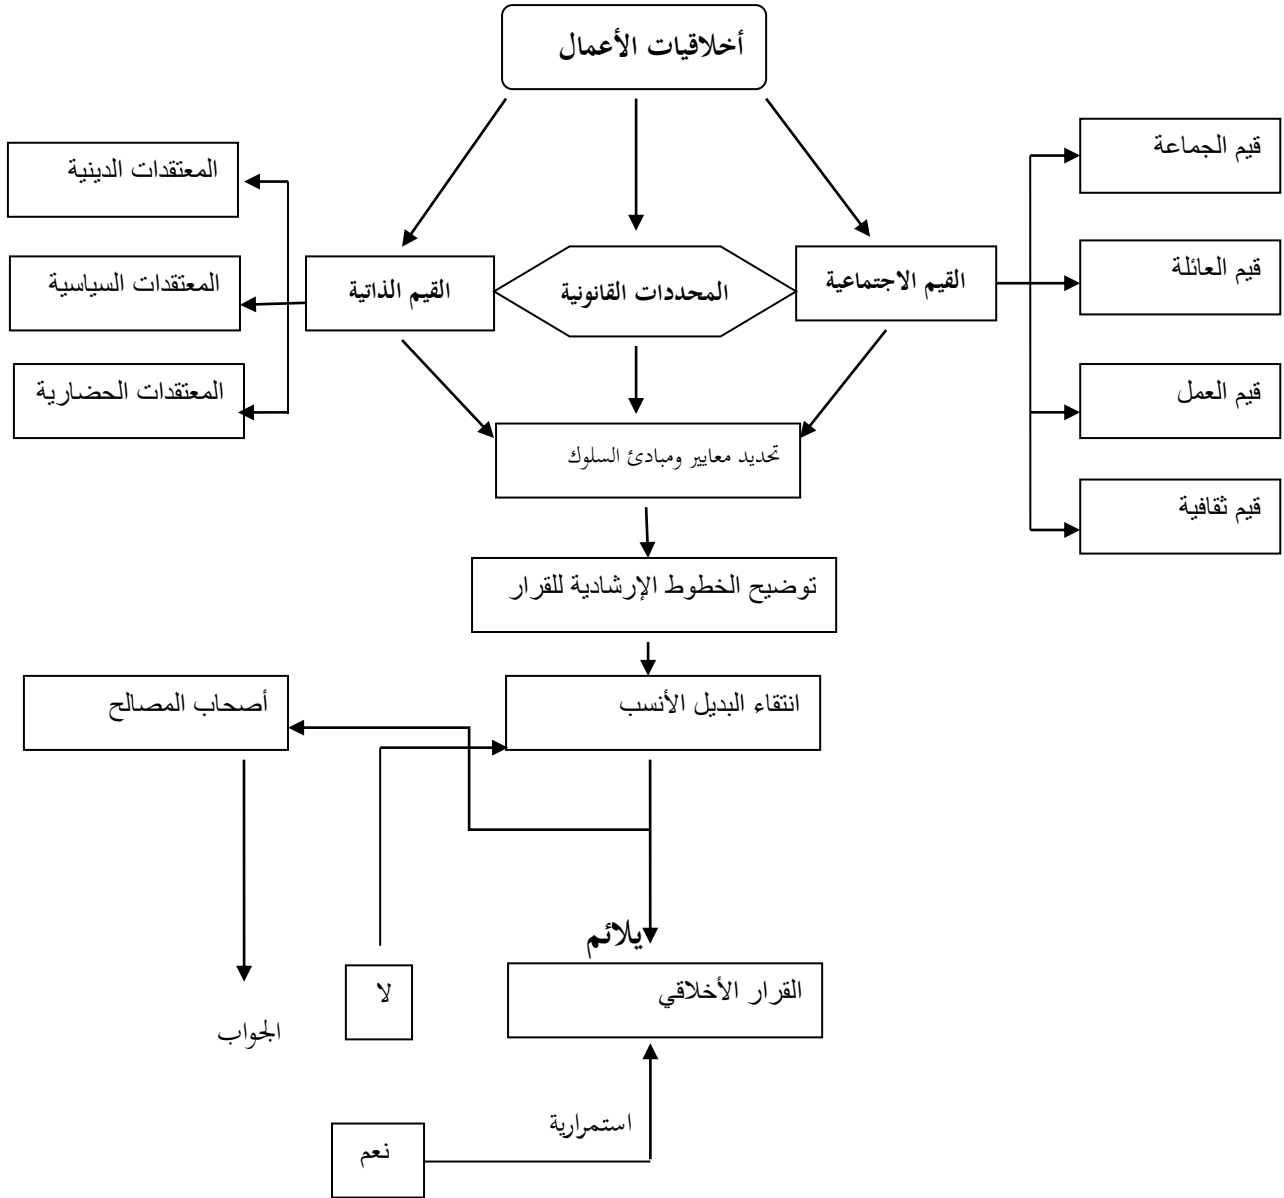 أخلاقيات الأعمال
قيم الجماعة
المعتقدات الدينية
قيم العائلة
القيم الاجتماعية
المحددات القانونية
القيم الذاتية
المعتقدات السياسية
قيم العمل
المعتقدات الحضارية
تحديد معايير ومبادئ السلوك
قيم ثقافية
توضيح الخطوط الإرشادية للقرار
انتقاء البديل الأنسب
أصحاب المصالح
يلائم
القرار الأخلاقي
لا
الجواب
استمرارية
نعم